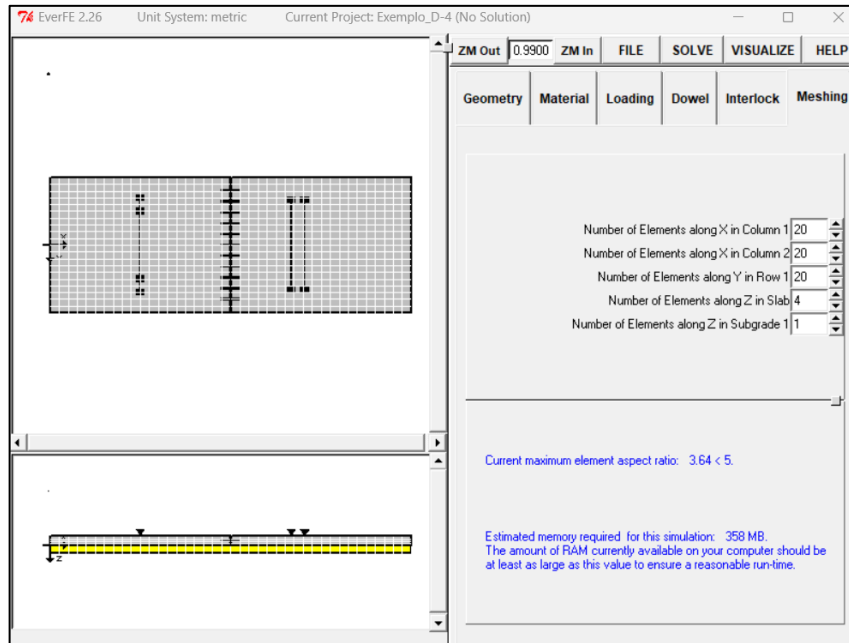 EverFE 2.26 Unit System: metric Current Project: Exemplo_D-4 (No Solution)
ZM Out 0.9900 ZM In FILE SOLVE VISUALIZE HELP
Geometry Material Loading Dowel Interlock Meshing
Number of Elements along X in Column 1 20
Number of Elements along X in Column 2 20
Number of Elements along Y in Row 1 20
Number of Elements along Z in Slab 4
Number of Elements along Z in Subgrade 1 1
Current maximum element aspect ratio: 3.64 < 5.
Estimated memory required for this simulation: 358 MB.
The amount of RAM currently available on your computer should be
at least as large as this value to ensure a reasonable run-time.
Z